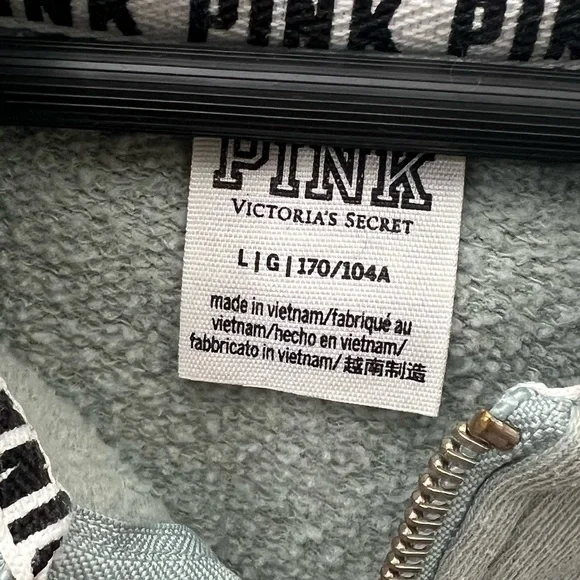 PINK PINK PINK
PINK
VICTORIA'S SECRET
L | G | 170/104A
made in vietnam/fabriqué au
vietnam/hecho en vietnam/
fabbricato in vietnam/越南制造